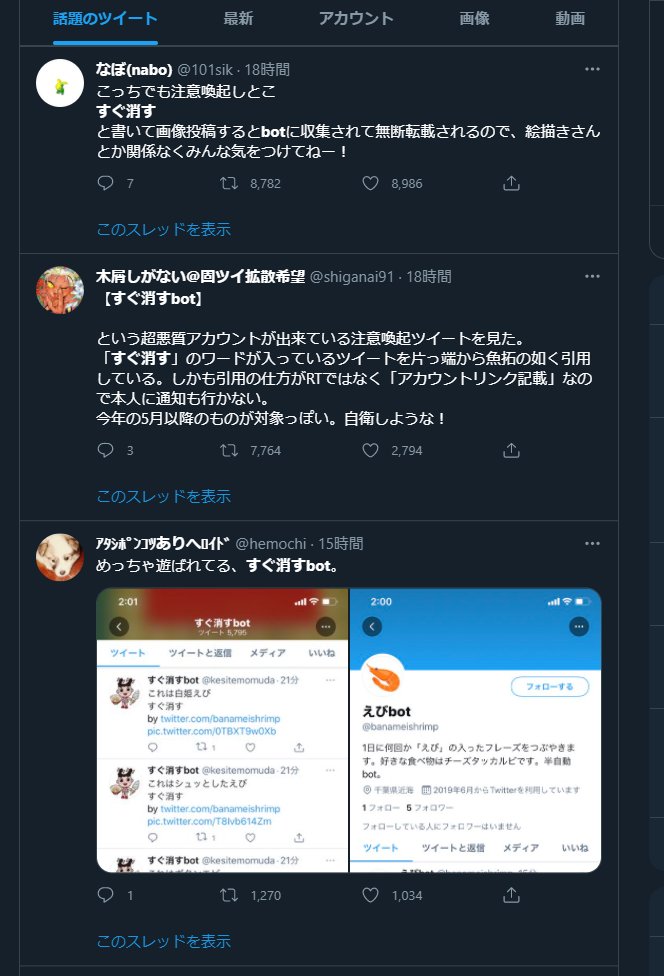 話題のツイート 最新 アカウント 画像 動画
なぼ(nabo) @101sik · 18時間
こっちでも注意喚起しとこ
すぐ消す
と書いて画像投稿するとbotに収集されて無断転載されるので、絵描きさん
とか関係なくみんな気をつけてねー！
7 8,782 8,986
このスレッドを表示
木屑しがない@固ツイ拡散希望 @shiganai91 · 18時間
【すぐ消すbot】
という超悪質アカウントが出来ている注意喚起ツイートを見た。
「すぐ消す」のワードが入っているツイートを片っ端から魚拓の如く引用
している。しかも引用の仕方がRTではなく「アカウントリンク記載」なの
で本人に通知も行かない。
今年の5月以降のものが対象っぽい。自衛しような！
3 7,764 2,794
このスレッドを表示
ｱﾀｼﾎﾟﾝｺﾂありへﾛｲﾄﾞ @hemochi · 15時間
めっちゃ遊ばれてる、すぐ消すbot。
2:01
すぐ消すbot
ツイート 5,795
ツイート ツイートと返信 メディア いいね
すぐ消すbot @kesitemomuda · 21分
これは白姫えび
すぐ消す
by twitter.com/banameishrimp
pic.twitter.com/0TBXT9w0Xb
1
すぐ消すbot @kesitemomuda · 21分
これはシュッとしたえび
すぐ消す
by twitter.com/banameishrimp
pic.twitter.com/T8Ivb614Zm
1
すぐ消すbot @kesitemomuda · 21分
2:00
フォローする
えびbot
@banameishrimp
1日に何回か「えび」の入ったフレーズをつぶやきま
す。好きな食べ物はチーズタッカルビです。半自動
bot。
千葉県近海 2019年6月からTwitterを利用しています
1 フォロー 5 フォロワー
フォローしている人にフォロワーはいません
ツイート ツイートと返信 メディア いいね
1 1,270 1,034
このスレッドを表示